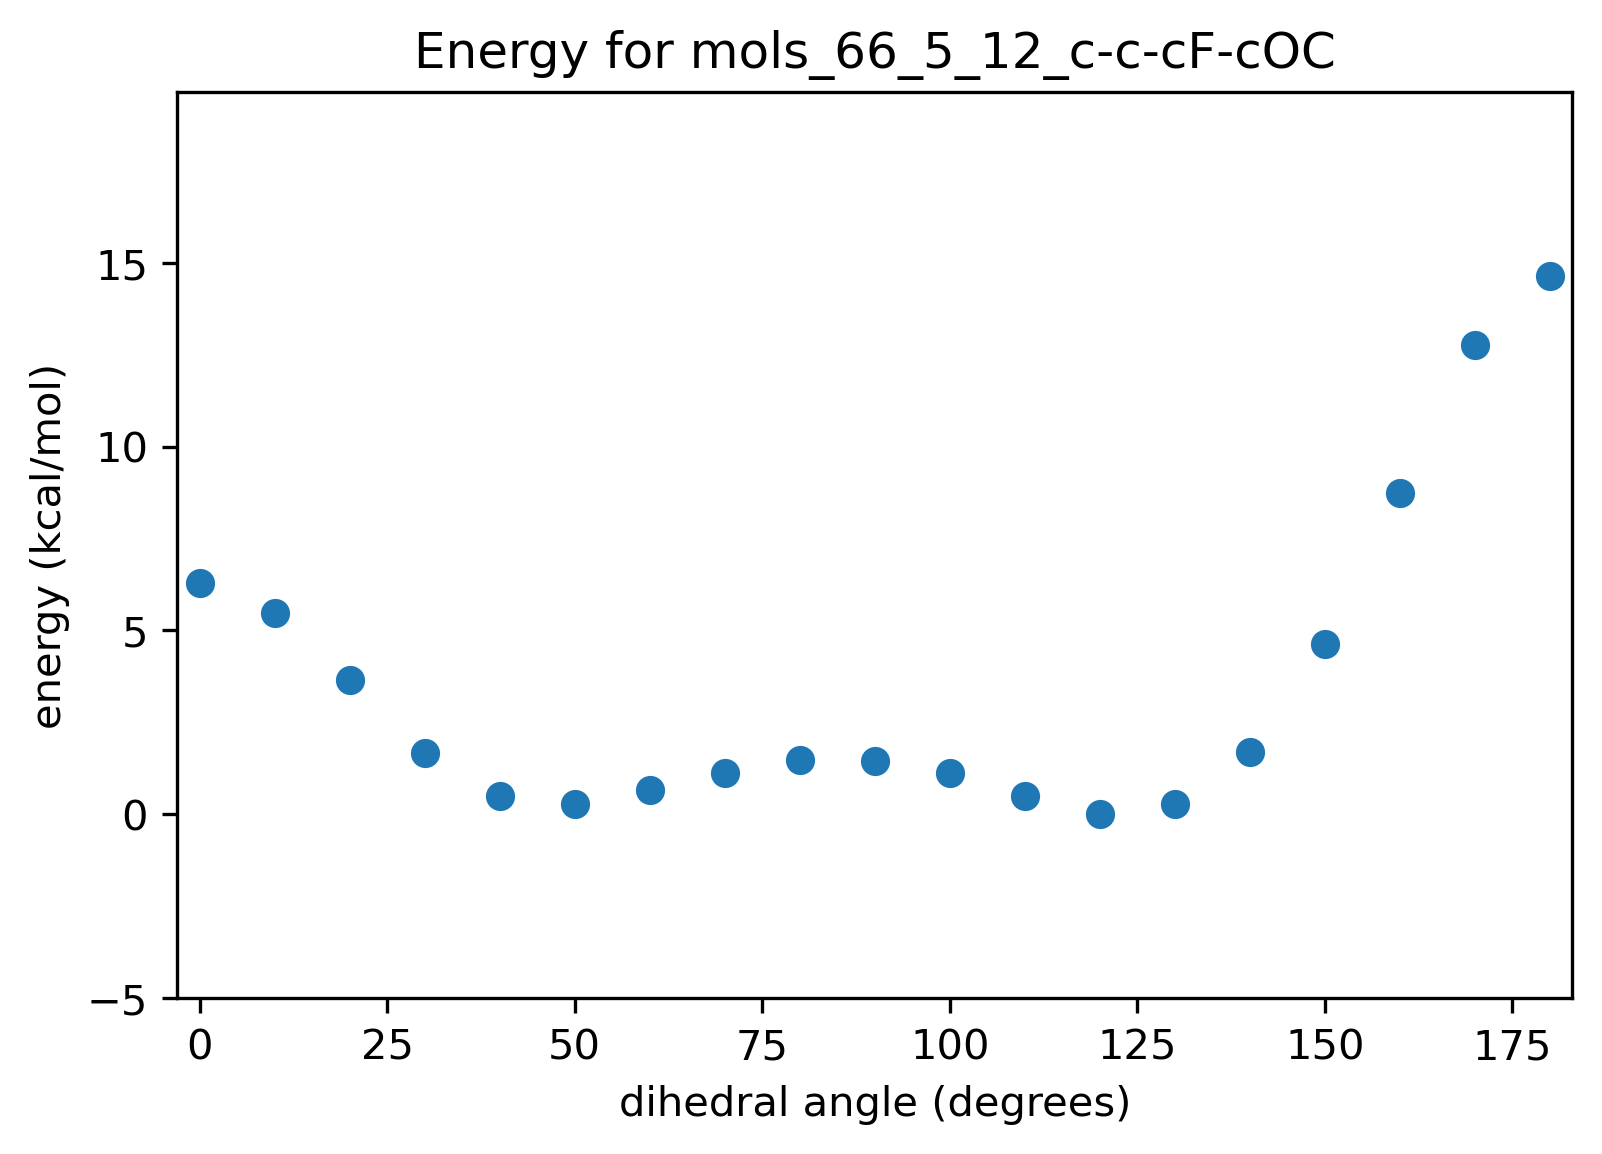 Energy for mols_66_5_12_c-c-cF-cOC
energy (kcal/mol)
15
10
5
0
−5
0 25 50 75 100 125 150 175
dihedral angle (degrees)